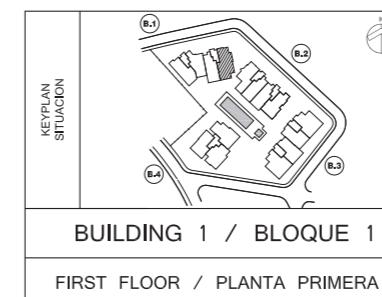 B.1
B.2
KEYPLAN
SITUACION
B.4
B.3
BUILDING 1 / BLOQUE 1
FIRST FLOOR / PLANTA PRIMERA